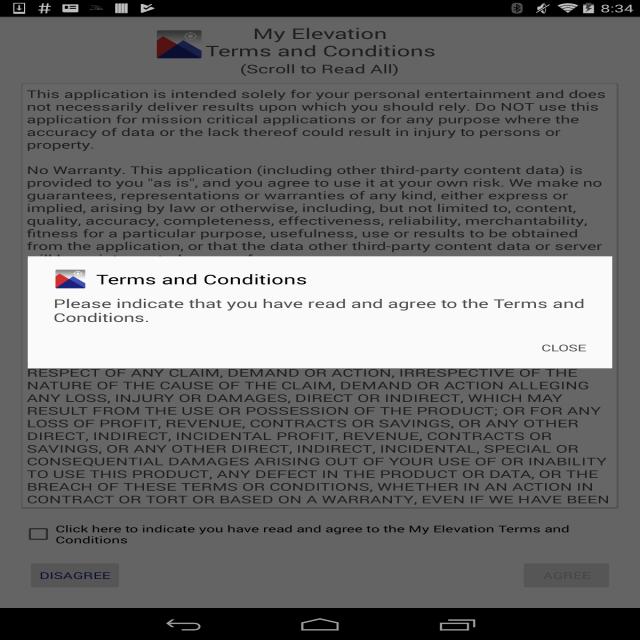 8:34
My Elevation
Terms and Conditions
(Scroll to Read All)
This application is intended solely for your personal entertainment and does
not necessarily deliver results upon which you should rely. Do NOT use this
application for mission critical applications or for any purpose where the
accuracy of data or the lack thereof could result in injury to persons or
property.
No Warranty. This application (including other third-party content data) is
provided to you "as is", and you agree to use it at your own risk. We make no
guarantees, representations or warranties of any kind, either express or
implied, arising by law or otherwise, including, but not limited to, content,
quality, accuracy, completeness, effectiveness, reliability, merchantability,
fitness for a particular purpose, usefulness, use or results to be obtained
from the application, or that the data other third-party content data or server
Terms and Conditions
Please indicate that you have read and agree to the Terms and
Conditions.
CLOSE
RESPECT OF ANY CLAIM, DEMAND OR ACTION, IRRESPECTIVE OF THE
NATURE OF THE CAUSE OF THE CLAIM, DEMAND OR ACTION ALLEGING
ANY LOSS, INJURY OR DAMAGES, DIRECT OR INDIRECT, WHICH MAY
RESULT FROM THE USE OR POSSESSION OF THE PRODUCT; OR FOR ANY
LOSS OF PROFIT, REVENUE, CONTRACTS OR SAVINGS, OR ANY OTHER
DIRECT, INDIRECT, INCIDENTAL PROFIT, REVENUE, CONTRACTS OR
SAVINGS, OR ANY OTHER DIRECT, INDIRECT, INCIDENTAL, SPECIAL OR
CONSEQUENTIAL DAMAGES ARISING OUT OF YOUR USE OF OR INABILITY
TO USE THIS PRODUCT, ANY DEFECT IN THE PRODUCT OR DATA, OR THE
BREACH OF THESE TERMS OR CONDITIONS, WHETHER IN AN ACTION IN
CONTRACT OR TORT OR BASED ON A WARRANTY, EVEN IF WE HAVE BEEN
Click here to indicate you have read and agree to the My Elevation Terms and
Conditions
DISAGREE
AGREE